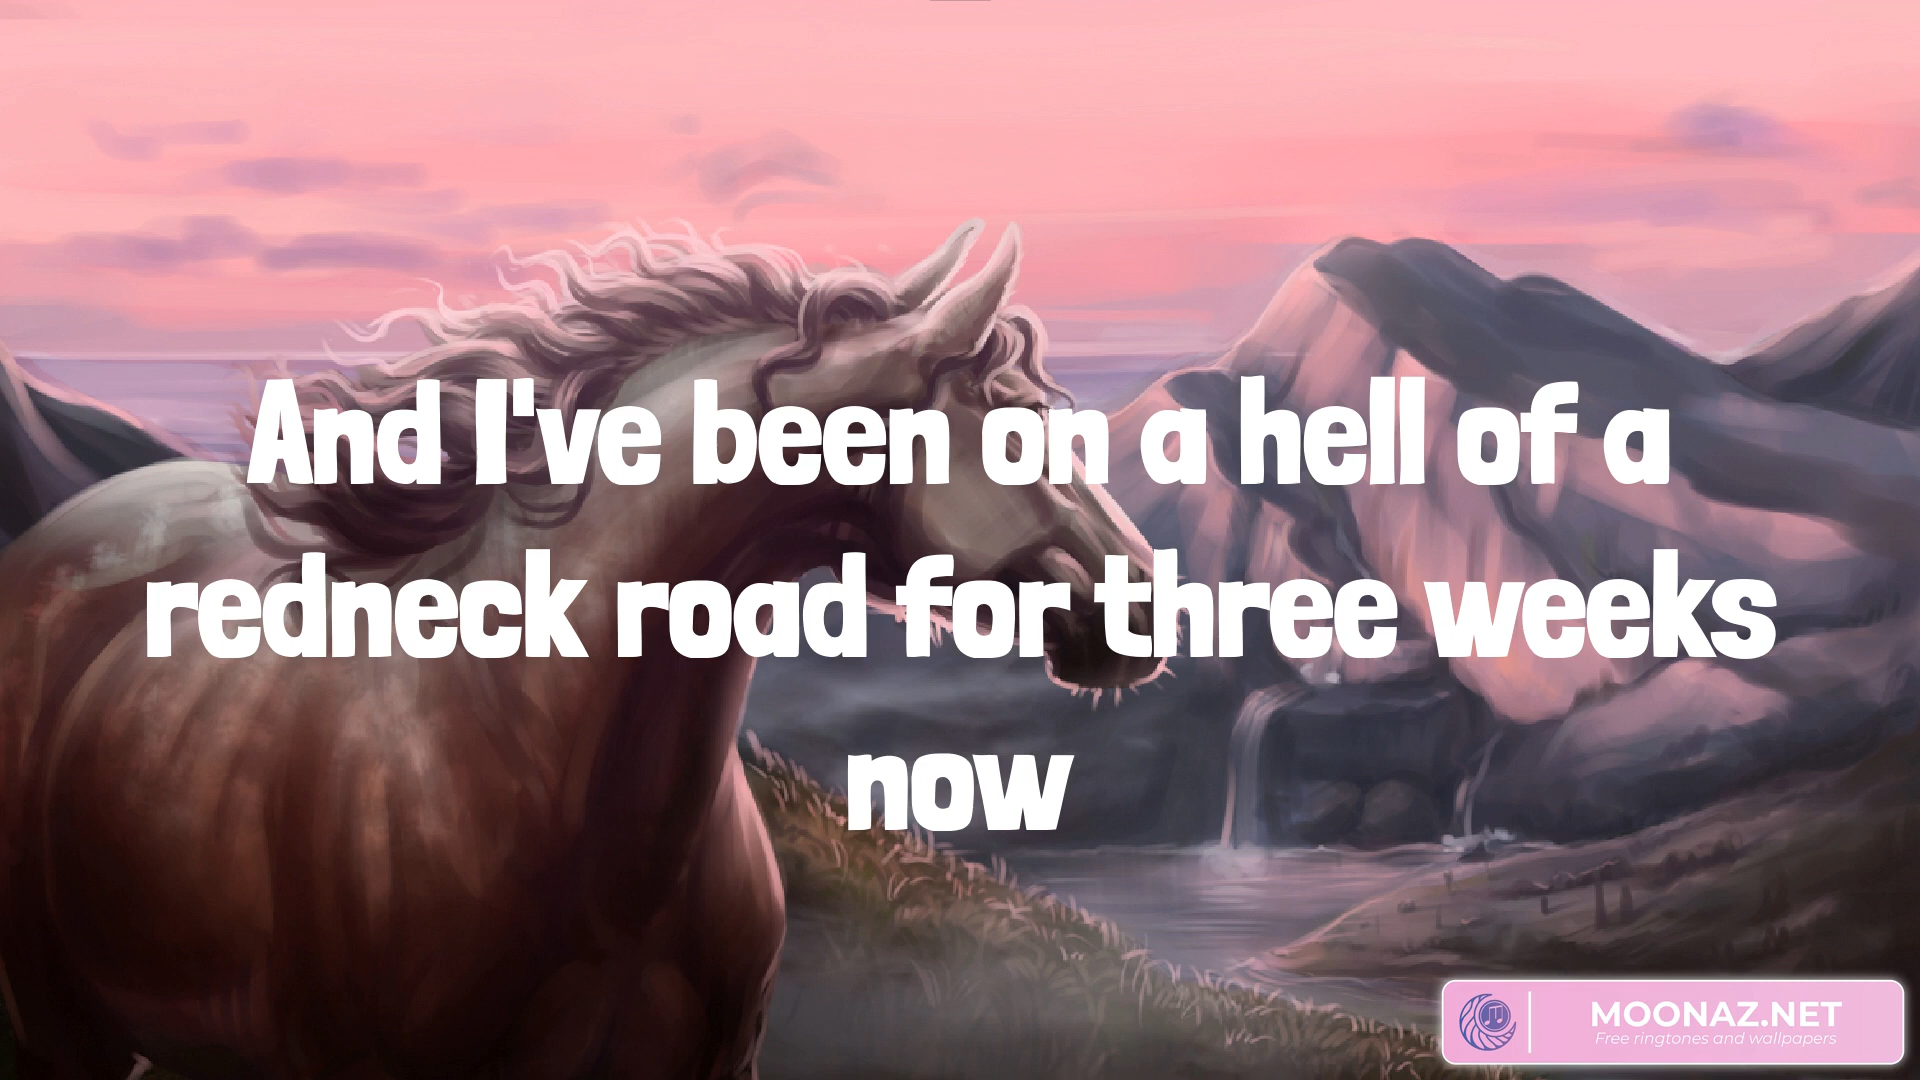 And I've been on a hell of a
redneck road for three weeks
now
MOONAZ.NET
Free ringtones and wallpapers